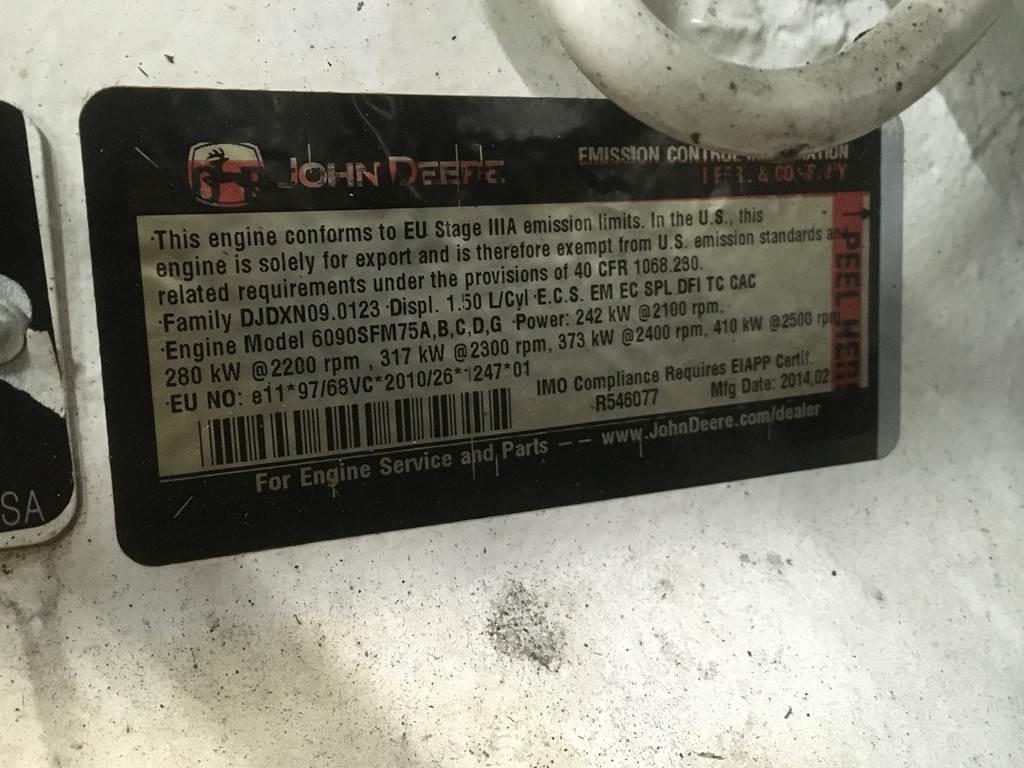 JOHN DEERE
EMISSION CONTROL INFORMATION
& COMPANY
·This engine conforms to EU Stage IIIA emission limits. In the U.S., this
engine is solely for export and is therefore exempt from U.S. emission standards and
related requirements under the provisions of 40 CFR 1068.230.
·Family DJDXN09.0123 ·Displ. 1.50 L/Cyl ·E.C.S. EM EC SPL DFI TC CAC
·Engine Model 6090SFM75A,B,C,D,G ·Power: 242 kW @2100 rpm,
280 kW @2200 rpm , 317 kW @2300 rpm, 373 kW @2400 rpm, 410 kW @2500 rpm
·EU NO: e11*97/68VC*2010/26*1247*01
IMO Compliance Requires EIAPP Certif.
R546077
Mfg Date: 2014,02
For Engine Service and Parts -- www.JohnDeere.com/dealer
PEEL HERE
SA